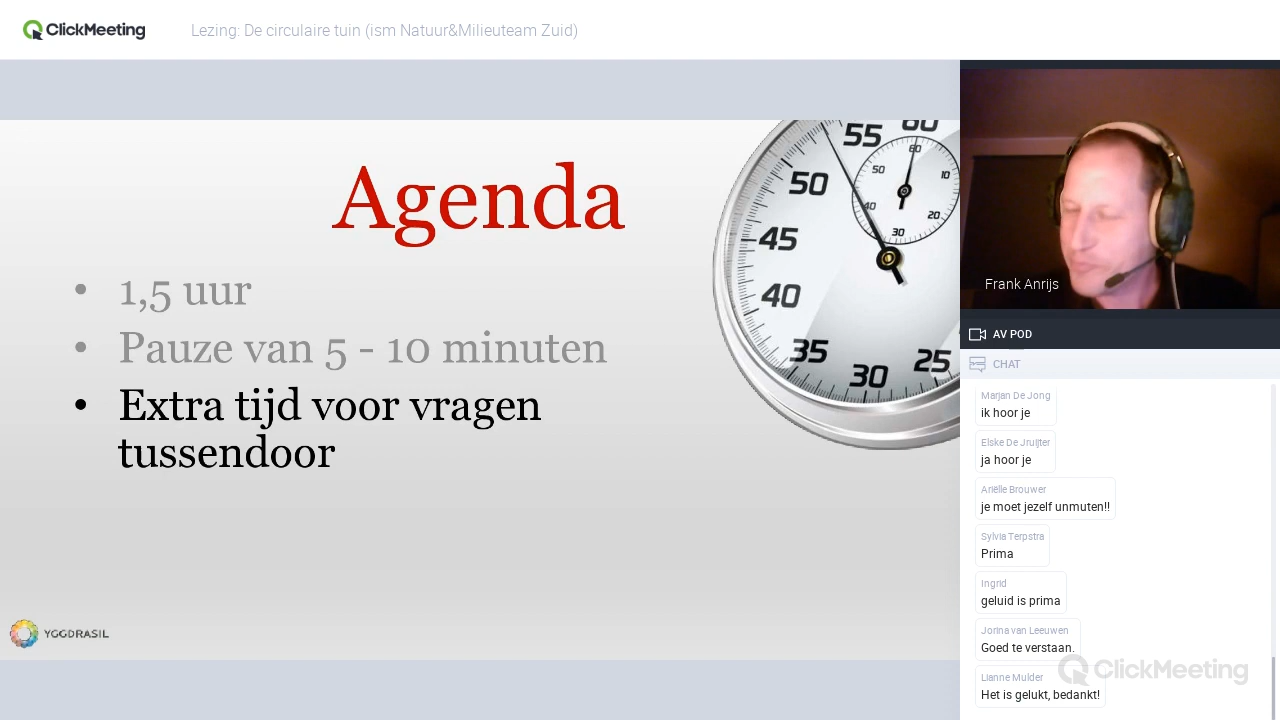 ClickMeeting
Lezing: De circulaire tuin (ism Natuur&Milieuteam Zuid)
Agenda
• 1,5 uur
• Pauze van 5 - 10 minuten
• Extra tijd voor vragen
tussendoor
55
60
50
45
40
35
30
25
60
50
10
40
20
30
YGGDRASIL
Frank Anrijs
AV POD
CHAT
Marjan De Jong
ik hoor je
Elske De Jruijter
ja hoor je
Ariëlle Brouwer
je moet jezelf unmuten!!
Sylvia Terpstra
Prima
Ingrid
geluid is prima
Jorina van Leeuwen
Goed te verstaan.
Lianne Mulder
Het is gelukt, bedankt!
ClickMeeting